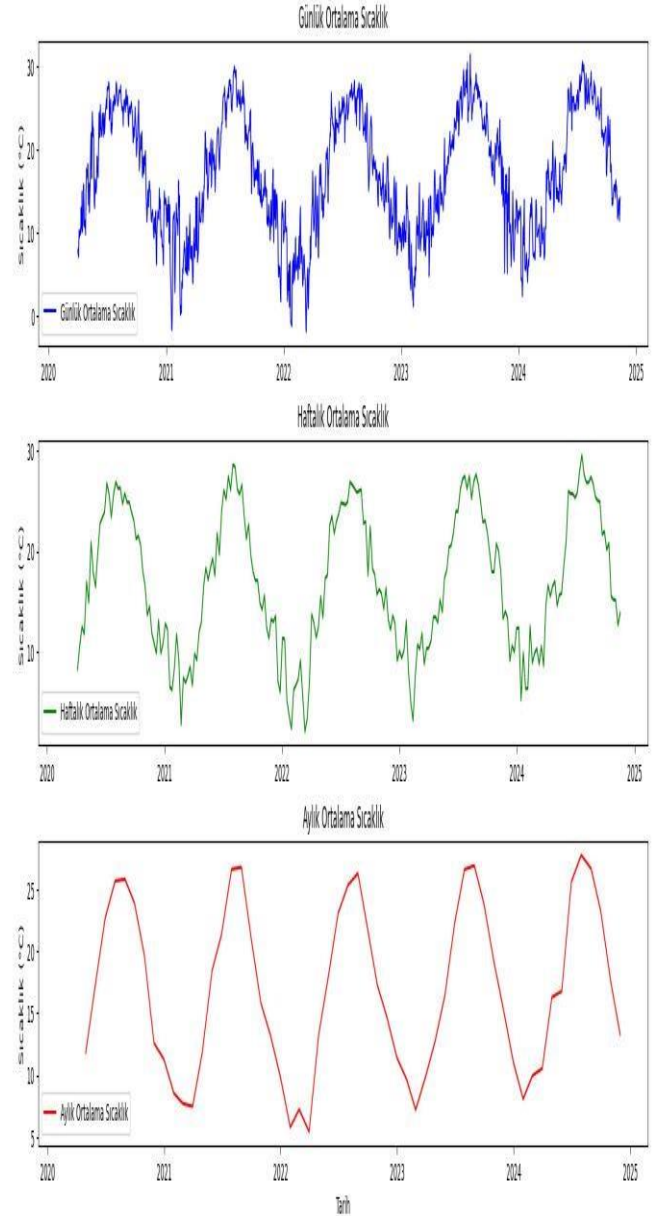 Günlük Ortalama Sıcaklık
Sıcaklık (°C)
30
20
10
0
Günlük Ortalama Sıcaklık
2020 2021 2022 2023 2024 2025
Haftalık Ortalama Sıcaklık
Sıcaklık (°C)
30
20
10
Haftalık Ortalama Sıcaklık
2020 2021 2022 2023 2024 2025
Aylık Ortalama Sıcaklık
Sıcaklık (°C)
25
20
15
10
5
Aylık Ortalama Sıcaklık
2020 2021 2022 2023 2024 2025
Tarih